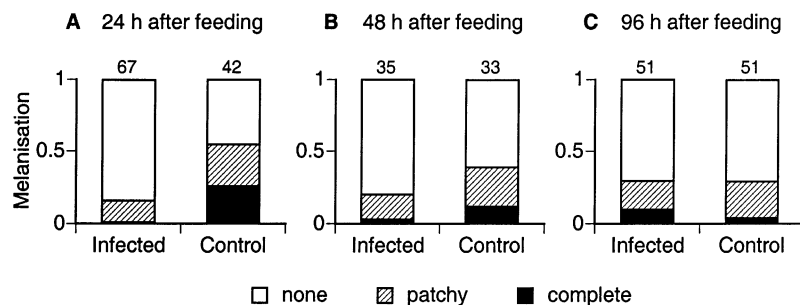 A 24 h after feeding B 48 h after feeding C 96 h after feeding
67 42 35 33 51 51
1 1 1
0.5 0.5 0.5
0 0 0
Melanisation
Infected Control Infected Control Infected Control
none patchy complete